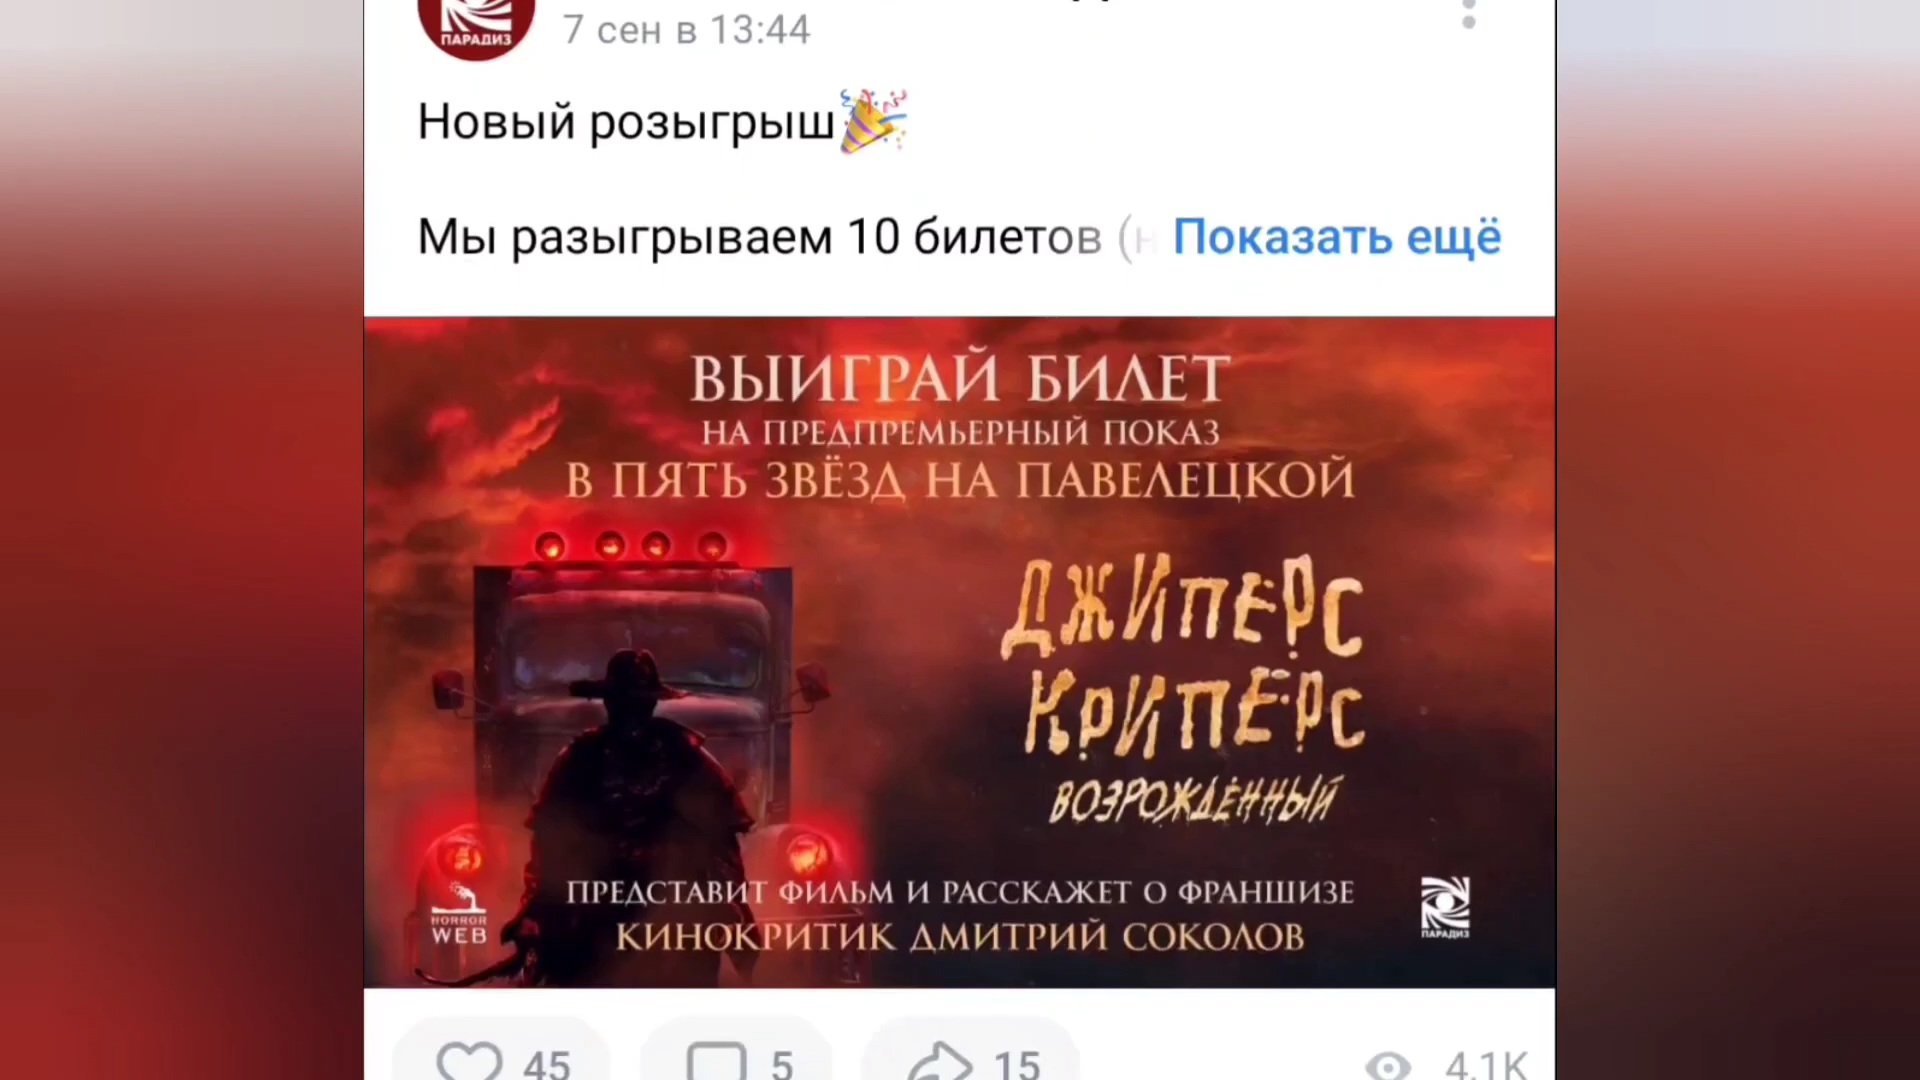 ПАРАДИЗ
7 сен в 13:44
Новый розыгрыш
Мы разыгрываем 10 билетов (н Показать ещё
ВЫИГРАЙ БИЛЕТ
НА ПРЕДПРЕМЬЕРНЫЙ ПОКАЗ
В ПЯТЬ ЗВЁЗД НА ПАВЕЛЕЦКОЙ
ДЖИПЕРС
КРИПЕРС
ВОЗРОЖДЁННЫЙ
ПРЕДСТАВИТ ФИЛЬМ И РАССКАЖЕТ О ФРАНШИЗЕ
КИНОКРИТИК ДМИТРИЙ СОКОЛОВ
HORROR
WEB
ПАРАДИЗ
45 5 15 4.1K